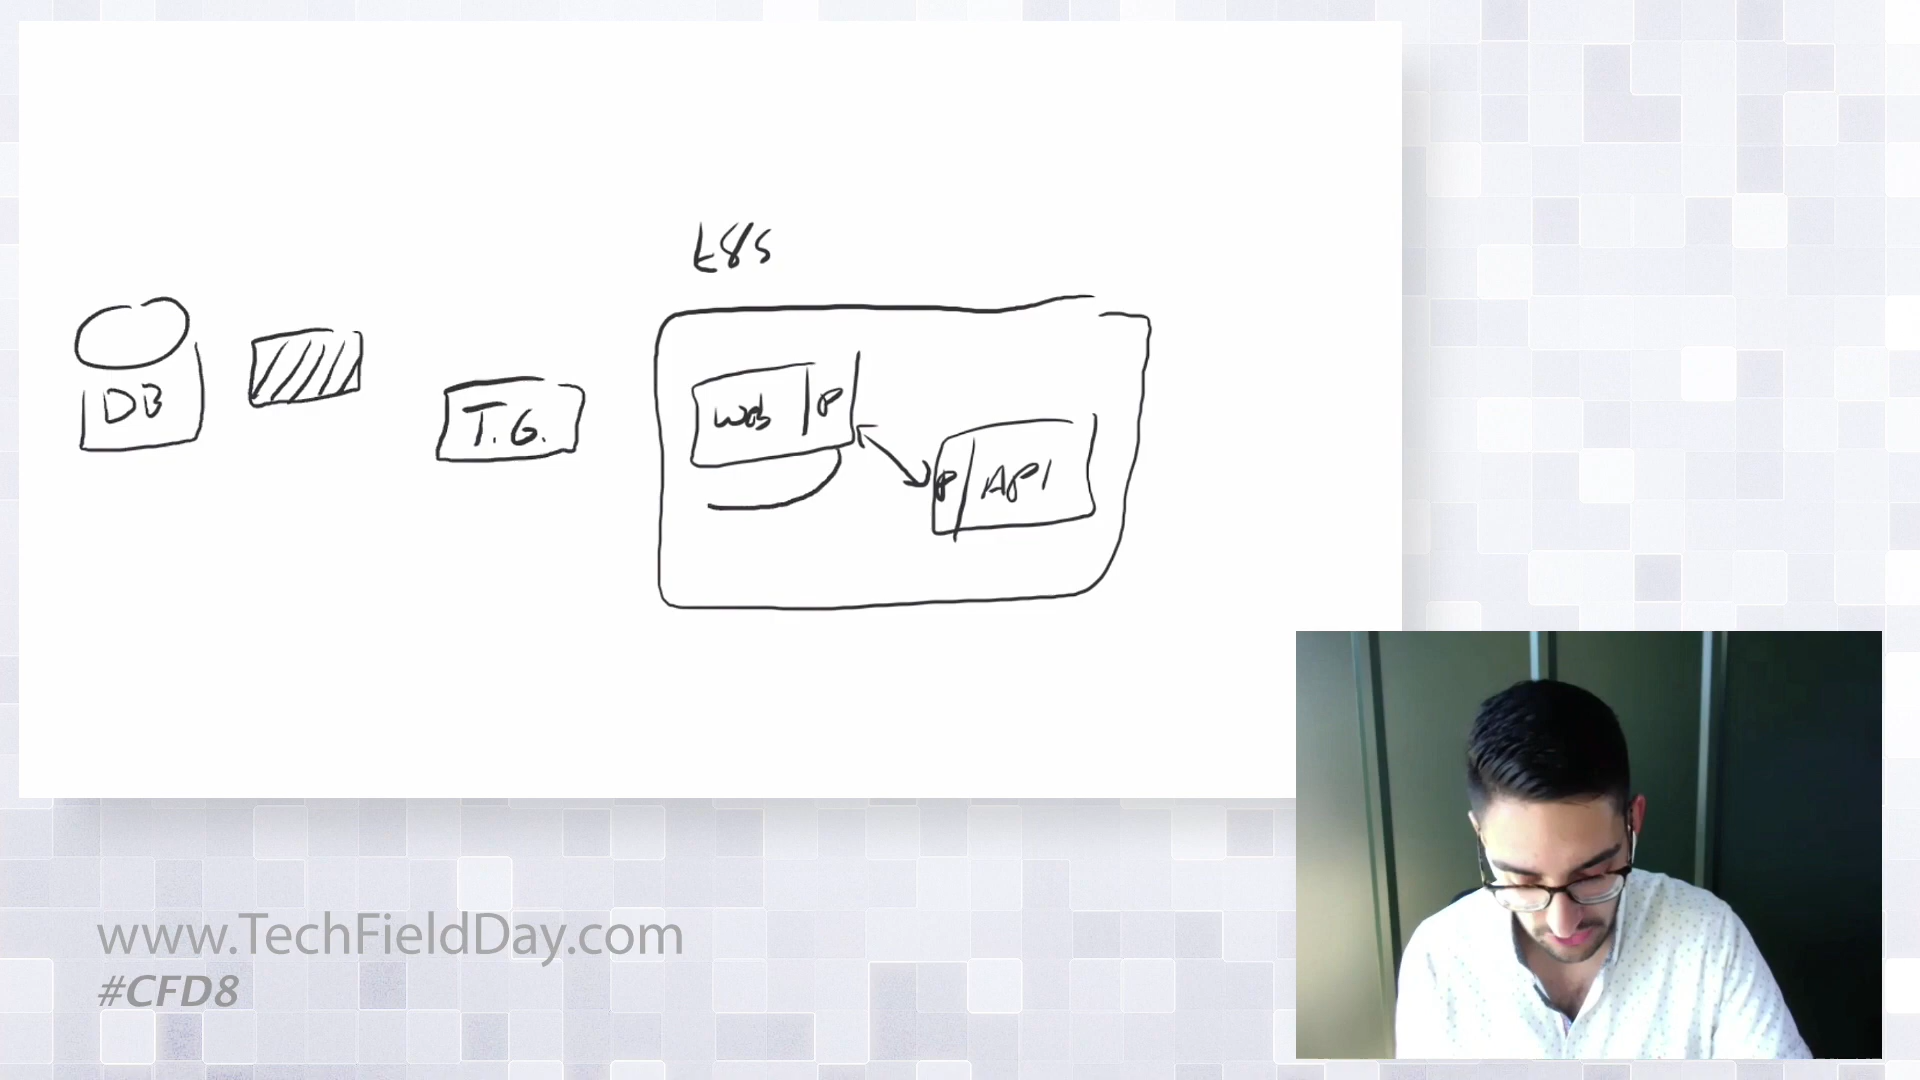 k8s
DB
T.G.
Web P
P API
www.TechFieldDay.com
#CFD8